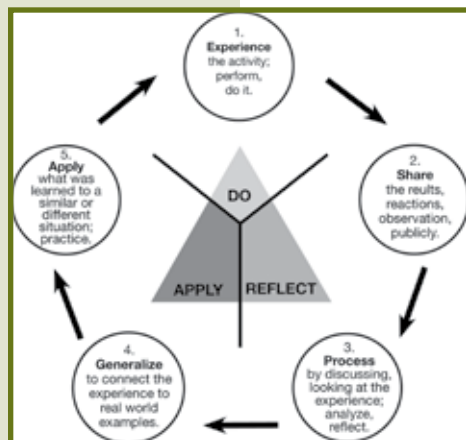 1.
Experience
the activity;
perform,
do it.
2.
Share
the reults,
reactions,
observation,
publicly.
3.
Process
by discussing,
looking at the
experience;
analyze,
reflect.
4.
Generalize
to connect the
experience to
real world
examples.
5.
Apply
what was
learned to a
similar or
different
situation;
practice.
DO
APPLY
REFLECT